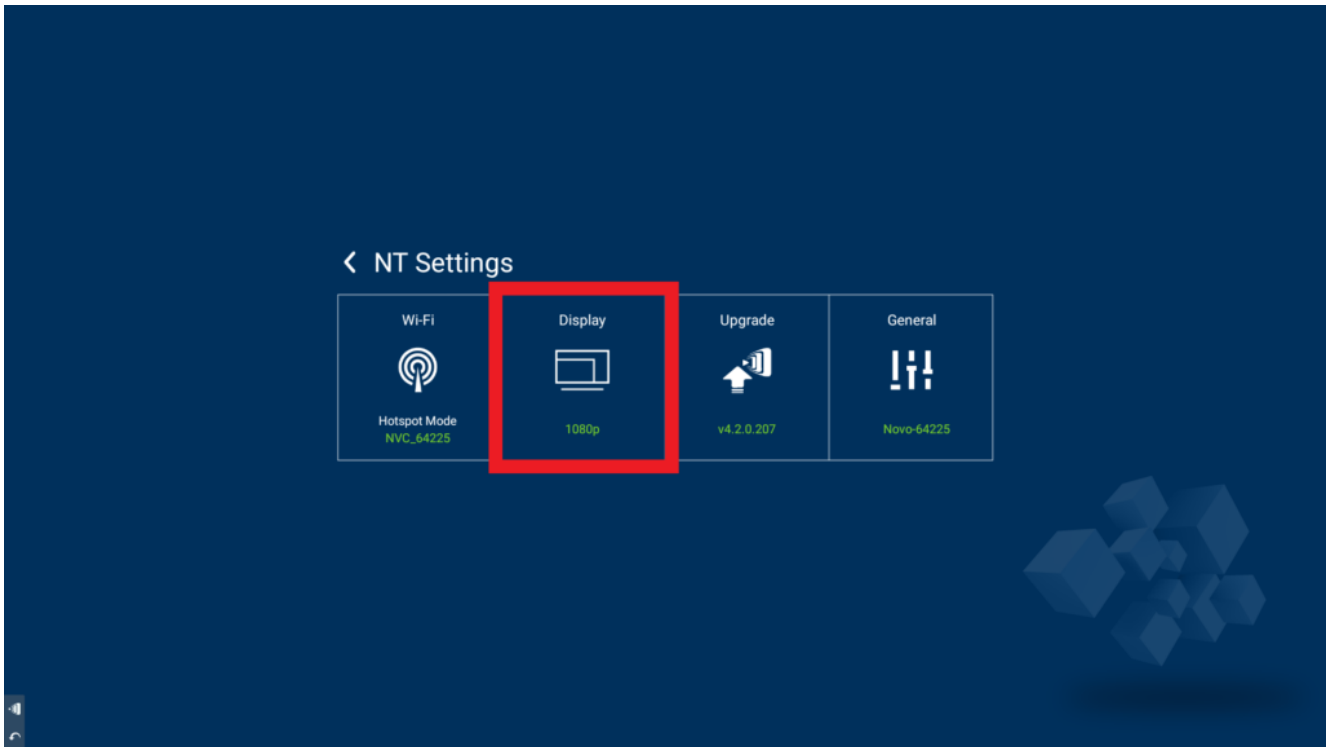 NT Settings
Wi-Fi
Hotspot Mode
NVC_64225
Display
1080p
Upgrade
v4.2.0.207
General
Novo-64225